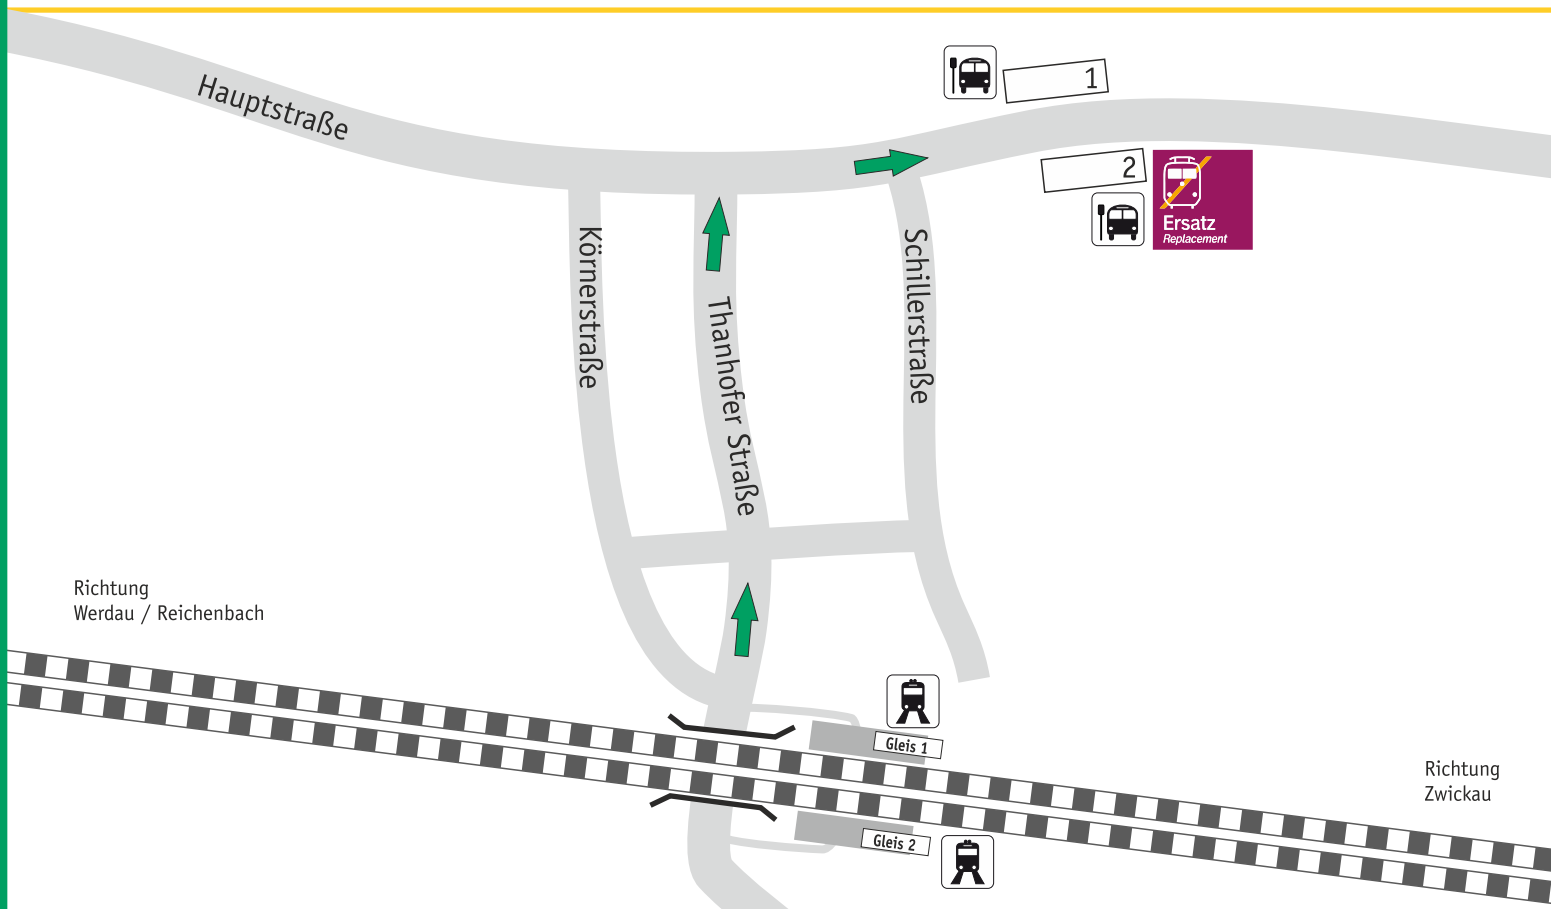 Hauptstraße
1
2
Ersatz
Replacement
Körnerstraße
Thanhofer Straße
Schillerstraße
Richtung
Werdau / Reichenbach
Gleis 1
Richtung
Zwickau
Gleis 2